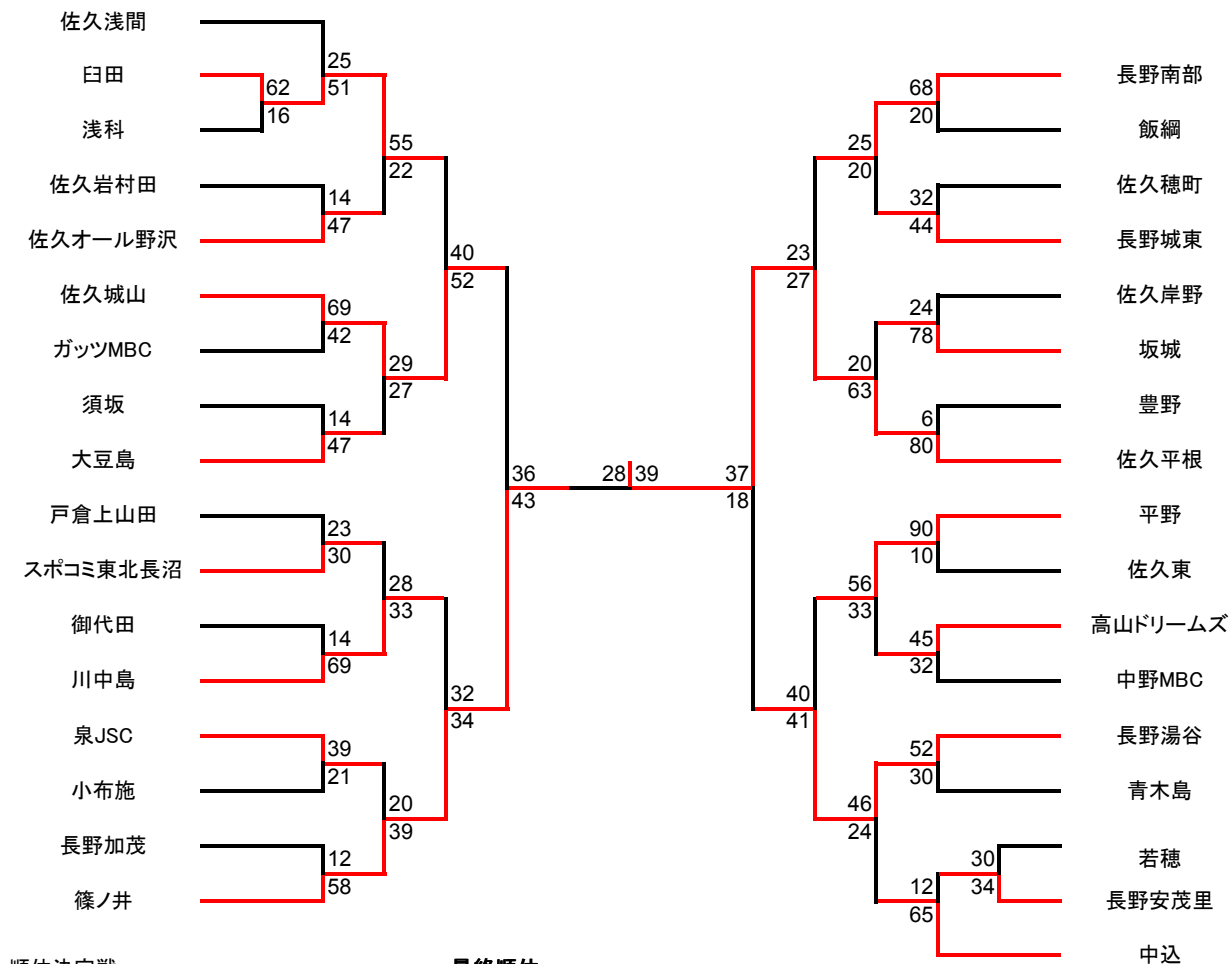 佐久浅間
臼田
浅科
佐久岩村田
佐久オール野沢
佐久城山
ガッツMBC
須坂
大豆島
戸倉上山田
スポコミ東北長沼
御代田
川中島
泉JSC
小布施
長野加茂
篠ノ井
62
16
25
51
14
47
69
42
14
47
23
30
14
69
39
21
12
58
55
22
29
27
28
33
20
39
40
52
32
34
36
43
28 39
37
18
23
27
40
41
25
20
20
63
56
33
46
24
68
20
32
44
24
78
6
80
90
10
45
32
52
30
12
65
30
34
長野南部
飯綱
佐久穂町
長野城東
佐久岸野
坂城
豊野
佐久平根
平野
佐久東
高山ドリームズ
中野MBC
長野湯谷
青木島
若穂
長野安茂里
中込
順位決定戦
最終順位